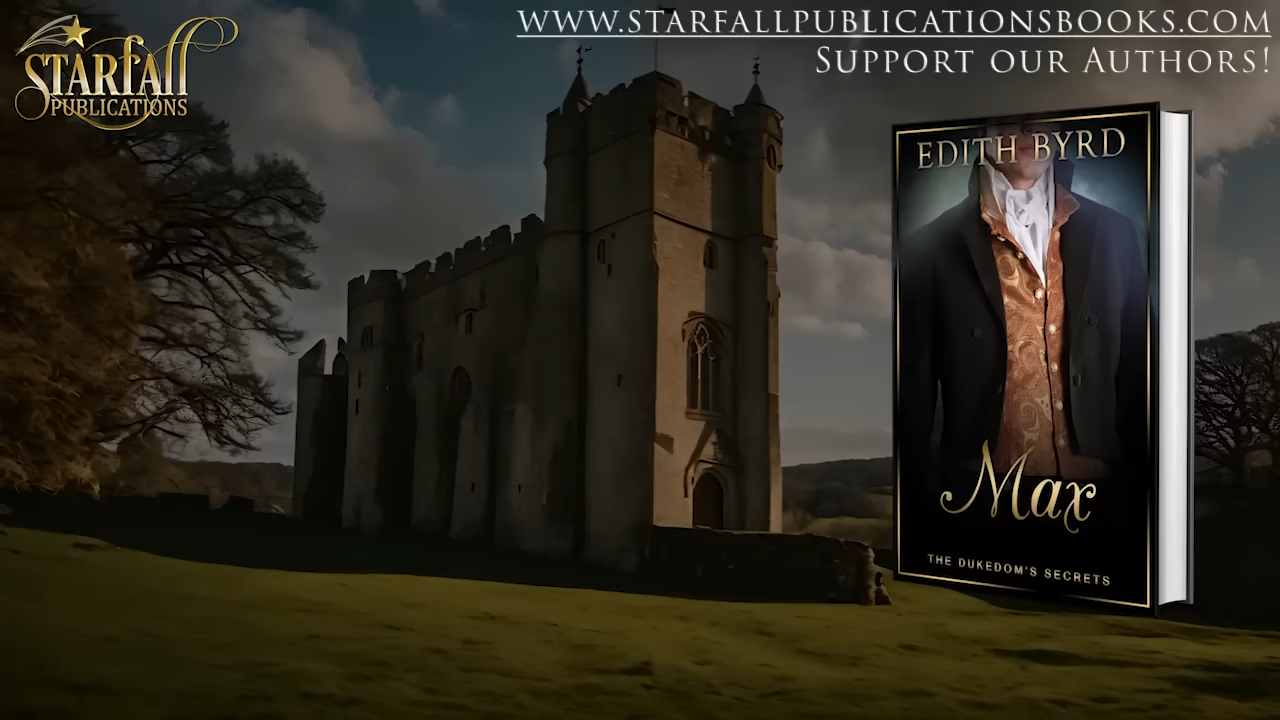 STARfall
PUBLICATIONS
WWW.STARFALLPUBLICATIONSBOOKS.COM
SUPPORT OUR AUTHORS!
EDITH BYRD
Max
THE DUKEDOM'S SECRETS